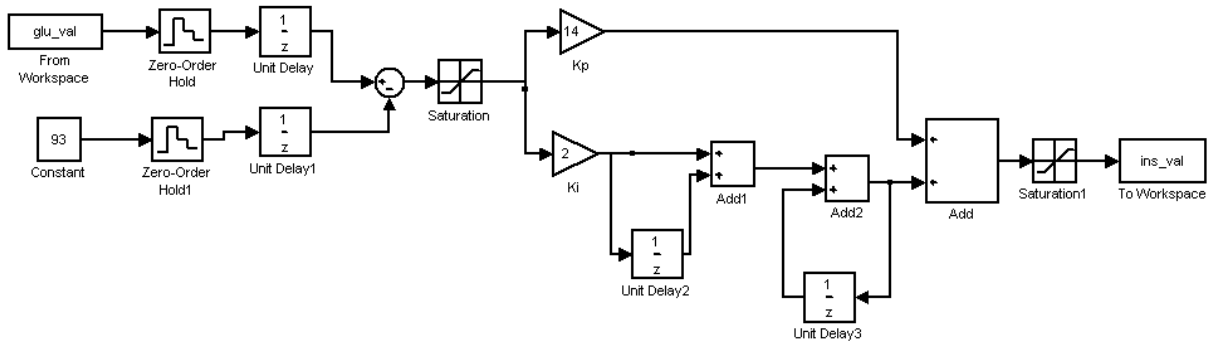 glu_val
From
Workspace
Zero-Order
Hold
1
z
Unit Delay
93
Constant
Zero-Order
Hold1
1
z
Unit Delay1
+
-
Saturation
14
Kp
2
Ki
1
z
Unit Delay2
+
+
Add1
+
+
Add2
1
z
Unit Delay3
+
+
Add
Saturation1
ins_val
To Workspace